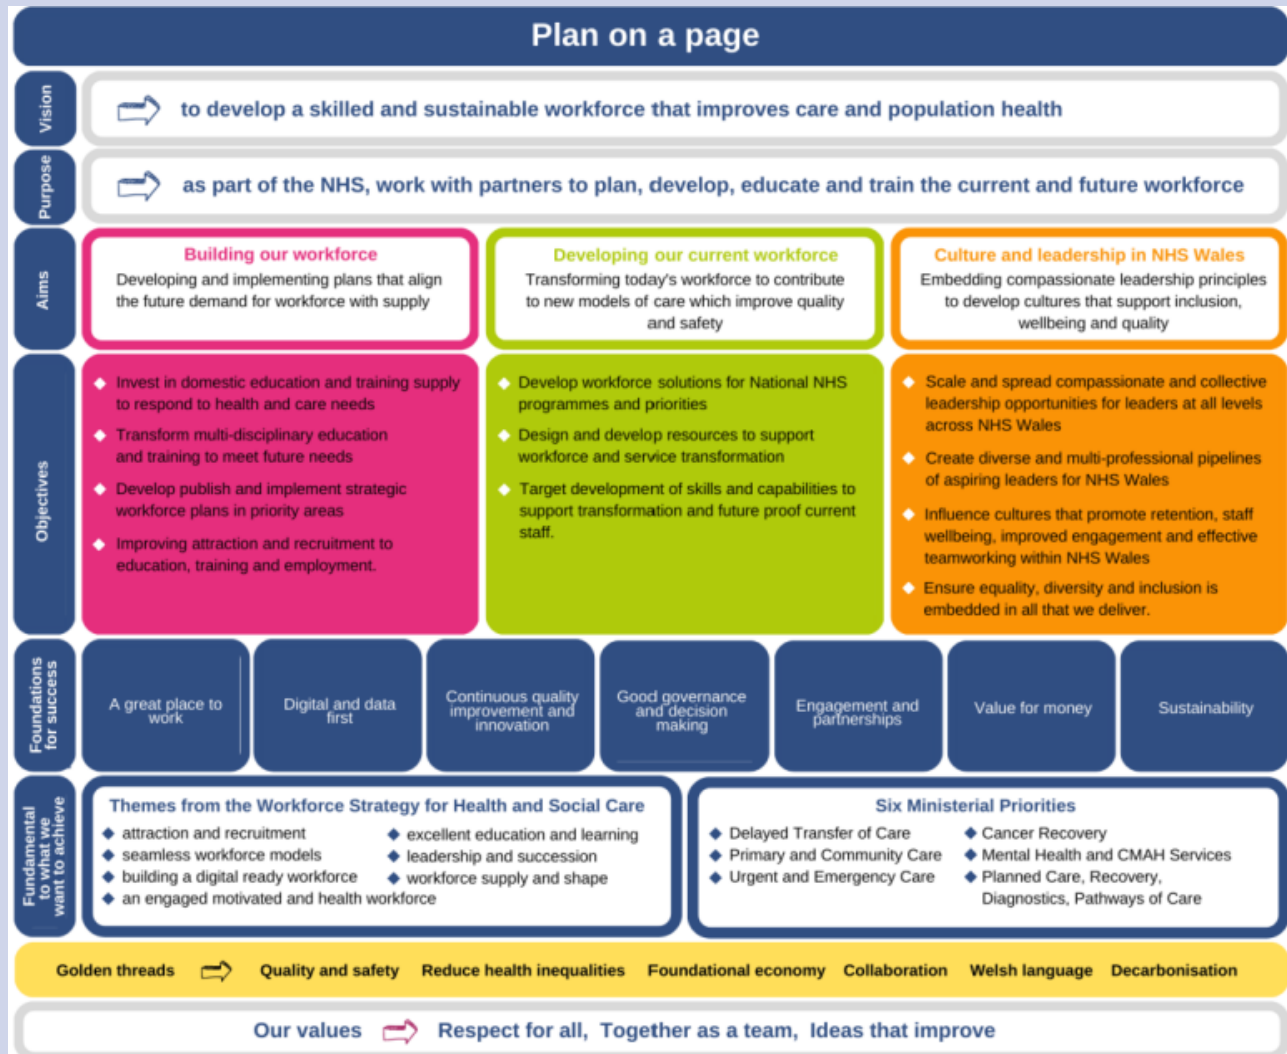 Plan on a page
Vision
to develop a skilled and sustainable workforce that improves care and population health
Purpose
as part of the NHS, work with partners to plan, develop, educate and train the current and future workforce
Aims
Building our workforce
Developing and implementing plans that align
the future demand for workforce with supply
Developing our current workforce
Transforming today's workforce to contribute
to new models of care which improve quality
and safety
Culture and leadership in NHS Wales
Embedding compassionate leadership principles
to develop cultures that support inclusion,
wellbeing and quality
Objectives
Invest in domestic education and training supply
to respond to health and care needs
Transform multi-disciplinary education
and training to meet future needs
Develop publish and implement strategic
workforce plans in priority areas
Improving attraction and recruitment to
education, training and employment.
Develop workforce solutions for National NHS
programmes and priorities
Design and develop resources to support
workforce and service transformation
Target development of skills and capabilities to
support transformation and future proof current
staff.
Scale and spread compassionate and collective
leadership opportunities for leaders at all levels
across NHS Wales
Create diverse and multi-professional pipelines
of aspiring leaders for NHS Wales
Influence cultures that promote retention, staff
wellbeing, improved engagement and effective
teamworking within NHS Wales
Ensure equality, diversity and inclusion is
embedded in all that we deliver.
Foundations
for success
A great place to
work
Digital and data
first
Continuous quality
improvement and
innovation
Good governance
and decision
making
Engagement and
partnerships
Value for money
Sustainability
Fundamental
to what we
want to achieve
Themes from the Workforce Strategy for Health and Social Care
attraction and recruitment
seamless workforce models
building a digital ready workforce
an engaged motivated and health workforce
excellent education and learning
leadership and succession
workforce supply and shape
Six Ministerial Priorities
Delayed Transfer of Care
Primary and Community Care
Urgent and Emergency Care
Cancer Recovery
Mental Health and CMAH Services
Planned Care, Recovery,
Diagnostics, Pathways of Care
Golden threads Quality and safety Reduce health inequalities Foundational economy Collaboration Welsh language Decarbonisation
Our values Respect for all, Together as a team, Ideas that improve